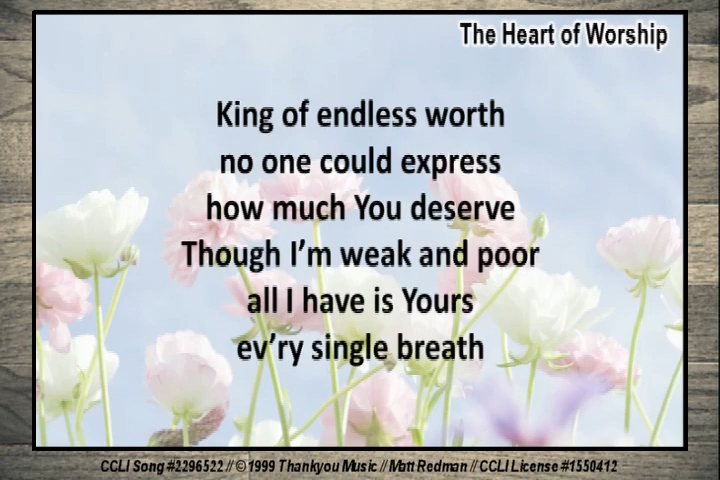 The Heart of Worship
King of endless worth
no one could express
how much You deserve
Though I'm weak and poor
all I have is Yours
ev'ry single breath
CCLI Song #2296522 // ©1999 Thankyou Music // Matt Redman // CCLI License #1550412